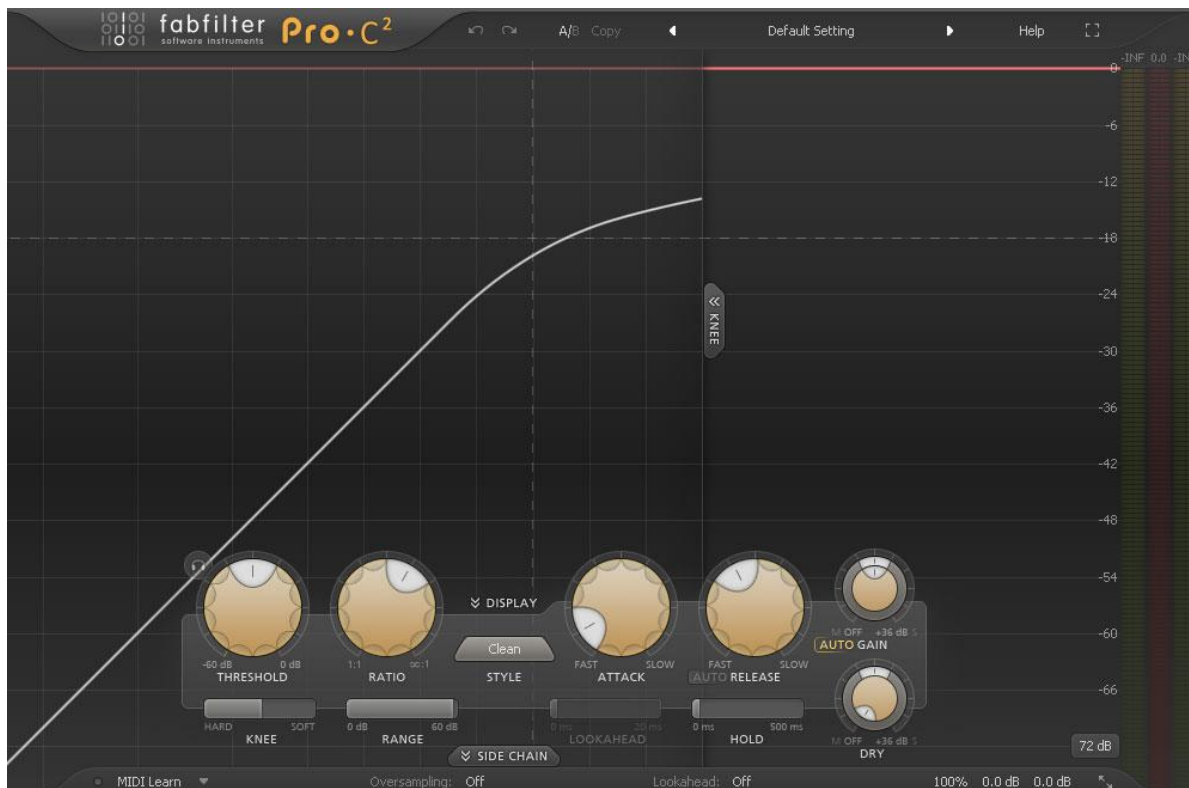 fabfilter Pro·C²
software instruments
A/B Copy
Default Setting
Help
-INF 0.0 -IN
0
-6
-12
-18
-24
-30
-36
-42
-48
-54
-60
-66
KNEE
DISPLAY
-60 dB 0 dB
THRESHOLD
1:1 ∞:1
RATIO
Clean
STYLE
FAST SLOW
ATTACK
FAST SLOW
AUTO RELEASE
M OFF +36 dB S
AUTO GAIN
HARD SOFT
KNEE
0 dB 60 dB
RANGE
0 ms 20 ms
LOOKAHEAD
0 ms 500 ms
HOLD
M OFF +36 dB S
DRY
72 dB
SIDE CHAIN
MIDI Learn
Oversampling: Off
Lookahead: Off
100% 0.0 dB 0.0 dB